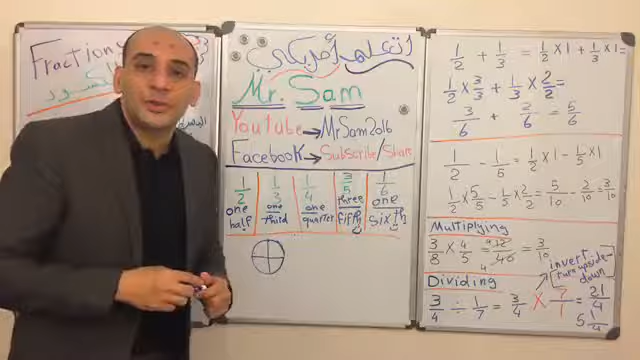 Fractions
الكسور
اتعلم أمريكي
Mr. Sam
Youtube → MrSam2016
Facebook → Subscribe/Share
1/2 1/3 1/4 3/5 1/6
one half one third one quarter three fifth one sixth
1/2 + 1/3 = 1/2 × 1 + 1/3 × 1 =
1/2 × 3/3 + 1/3 × 2/2 =
3/6 + 2/6 = 5/6
1/2 - 1/5 = 1/2 × 1 - 1/5 × 1
1/2 × 5/5 - 1/5 × 2/2 = 5/10 - 2/10 = 3/10
Multiplying
3/8 × 4/5 = = 3/10
invert
turn upside down
Dividing
3/4 ÷ 1/7 = 3/4 × 7/1 = 21/4
5 1/4